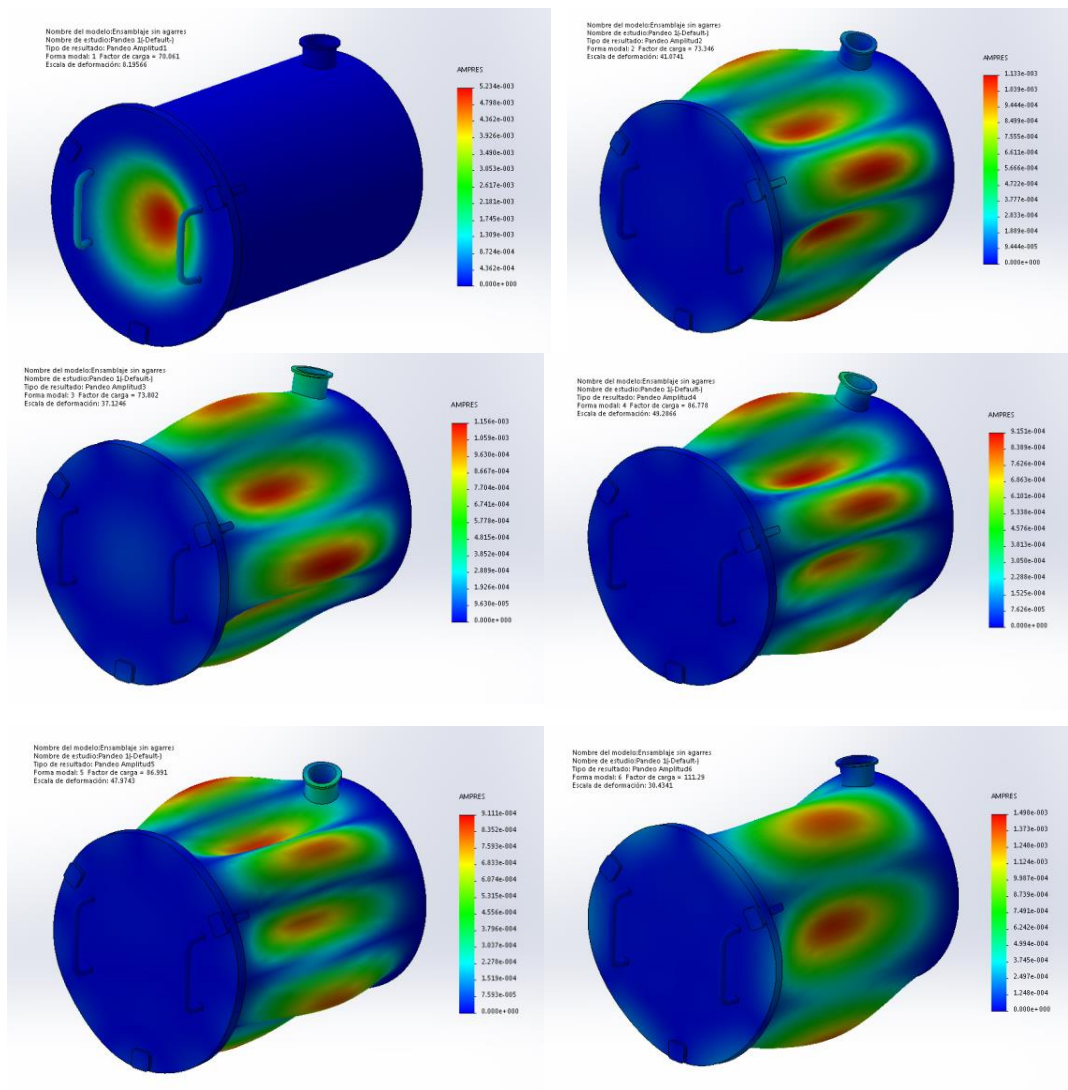 Nombre del modelo:Ensamblaje sin agarres
Nombre de estudio:Pandeo 1(-Default-)
Tipo de resultado: Pandeo Amplitud1
Forma modal: 1 Factor de carga = 70.061
Escala de deformación: 0.19566
AMPRES
5.234e-003
4.798e-003
4.362e-003
3.926e-003
3.490e-003
3.053e-003
2.617e-003
2.181e-003
1.745e-003
1.309e-003
8.724e-004
4.362e-004
0.000e+000
Nombre del modelo:Ensamblaje sin agarres
Nombre de estudio:Pandeo 1(-Default-)
Tipo de resultado: Pandeo Amplitud2
Forma modal: 2 Factor de carga = 73.346
Escala de deformación: 41.0741
AMPRES
1.133e-003
1.039e-003
9.444e-004
8.499e-004
7.555e-004
6.611e-004
5.666e-004
4.722e-004
3.777e-004
2.833e-004
1.889e-004
9.444e-005
0.000e+000
Nombre del modelo:Ensamblaje sin agarres
Nombre de estudio:Pandeo 1(-Default-)
Tipo de resultado: Pandeo Amplitud3
Forma modal: 3 Factor de carga = 73.802
Escala de deformación: 37.1246
AMPRES
1.156e-003
1.059e-003
9.630e-004
8.667e-004
7.704e-004
6.741e-004
5.778e-004
4.815e-004
3.852e-004
2.889e-004
1.926e-004
9.630e-005
0.000e+000
Nombre del modelo:Ensamblaje sin agarres
Nombre de estudio:Pandeo 1(-Default-)
Tipo de resultado: Pandeo Amplitud4
Forma modal: 4 Factor de carga = 86.778
Escala de deformación: 49.2866
AMPRES
9.151e-004
8.389e-004
7.626e-004
6.863e-004
6.101e-004
5.338e-004
4.576e-004
3.813e-004
3.050e-004
2.288e-004
1.525e-004
7.626e-005
0.000e+000
Nombre del modelo:Ensamblaje sin agarres
Nombre de estudio:Pandeo 1(-Default-)
Tipo de resultado: Pandeo Amplitud5
Forma modal: 5 Factor de carga = 86.991
Escala de deformación: 47.9743
AMPRES
9.111e-004
8.352e-004
7.593e-004
6.833e-004
6.074e-004
5.315e-004
4.556e-004
3.796e-004
3.037e-004
2.278e-004
1.519e-004
7.593e-005
0.000e+000
Nombre del modelo:Ensamblaje sin agarres
Nombre de estudio:Pandeo 1(-Default-)
Tipo de resultado: Pandeo Amplitud6
Forma modal: 6 Factor de carga = 111.29
Escala de deformación: 30.4341
AMPRES
1.498e-003
1.373e-003
1.248e-003
1.124e-003
9.987e-004
8.739e-004
7.491e-004
6.242e-004
4.994e-004
3.745e-004
2.497e-004
1.248e-004
0.000e+000